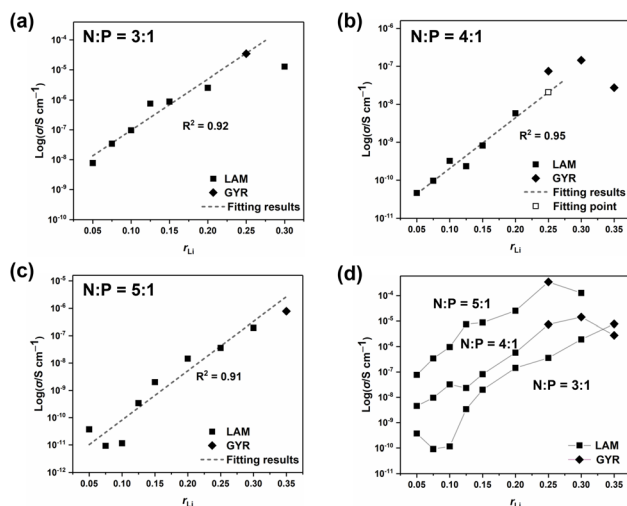 (a)
N:P = 3:1
Log(σ/S cm⁻¹)
10⁻⁴
10⁻⁵
10⁻⁶
10⁻⁷
10⁻⁸
10⁻⁹
10⁻¹⁰
R² = 0.92
LAM
GYR
Fitting results
0.05 0.10 0.15 0.20 0.25 0.30
r_Li
(b)
N:P = 4:1
Log(σ/S cm⁻¹)
10⁻⁶
10⁻⁷
10⁻⁸
10⁻⁹
10⁻¹⁰
10⁻¹¹
R² = 0.95
LAM
GYR
Fitting results
Fitting point
0.05 0.10 0.15 0.20 0.25 0.30 0.35
r_Li
(c)
N:P = 5:1
Log(σ/S cm⁻¹)
10⁻⁵
10⁻⁶
10⁻⁷
10⁻⁸
10⁻⁹
10⁻¹⁰
10⁻¹¹
10⁻¹²
R² = 0.91
LAM
GYR
Fitting results
0.05 0.10 0.15 0.20 0.25 0.30 0.35
r_Li
(d)
Log(σ/S cm⁻¹)
10⁻⁴
10⁻⁵
10⁻⁶
10⁻⁷
10⁻⁸
10⁻⁹
10⁻¹⁰
10⁻¹¹
N:P = 5:1
N:P = 4:1
N:P = 3:1
LAM
GYR
0.05 0.10 0.15 0.20 0.25 0.30 0.35
r_Li